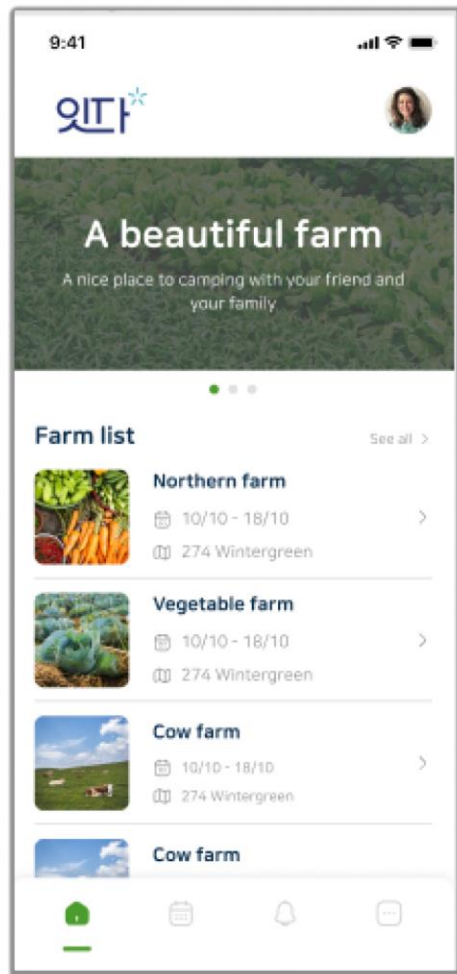 9:41
잇다
A beautiful farm
A nice place to camping with your friend and
your family
Farm list
See all >
Northern farm
10/10 - 18/10
274 Wintergreen
Vegetable farm
10/10 - 18/10
274 Wintergreen
Cow farm
10/10 - 18/10
274 Wintergreen
Cow farm